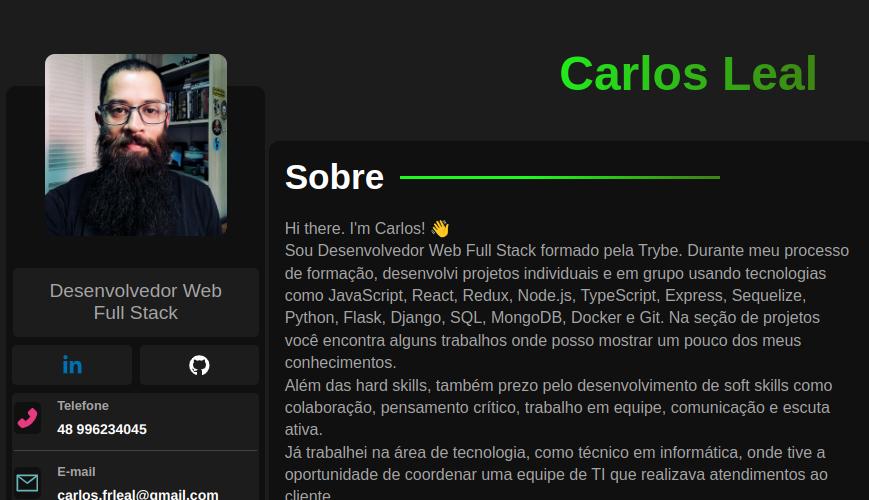 Carlos Leal
Desenvolvedor Web
Full Stack
in
Telefone
48 996234045
E-mail
carlos.frleal@gmail.com
Sobre
Hi there. I'm Carlos! 👋
Sou Desenvolvedor Web Full Stack formado pela Trybe. Durante meu processo
de formação, desenvolvi projetos individuais e em grupo usando tecnologias
como JavaScript, React, Redux, Node.js, TypeScript, Express, Sequelize,
Python, Flask, Django, SQL, MongoDB, Docker e Git. Na seção de projetos
você encontra alguns trabalhos onde posso mostrar um pouco dos meus
conhecimentos.
Além das hard skills, também prezo pelo desenvolvimento de soft skills como
colaboração, pensamento crítico, trabalho em equipe, comunicação e escuta
ativa.
Já trabalhei na área de tecnologia, como técnico em informática, onde tive a
oportunidade de coordenar uma equipe de TI que realizava atendimentos ao
cliente